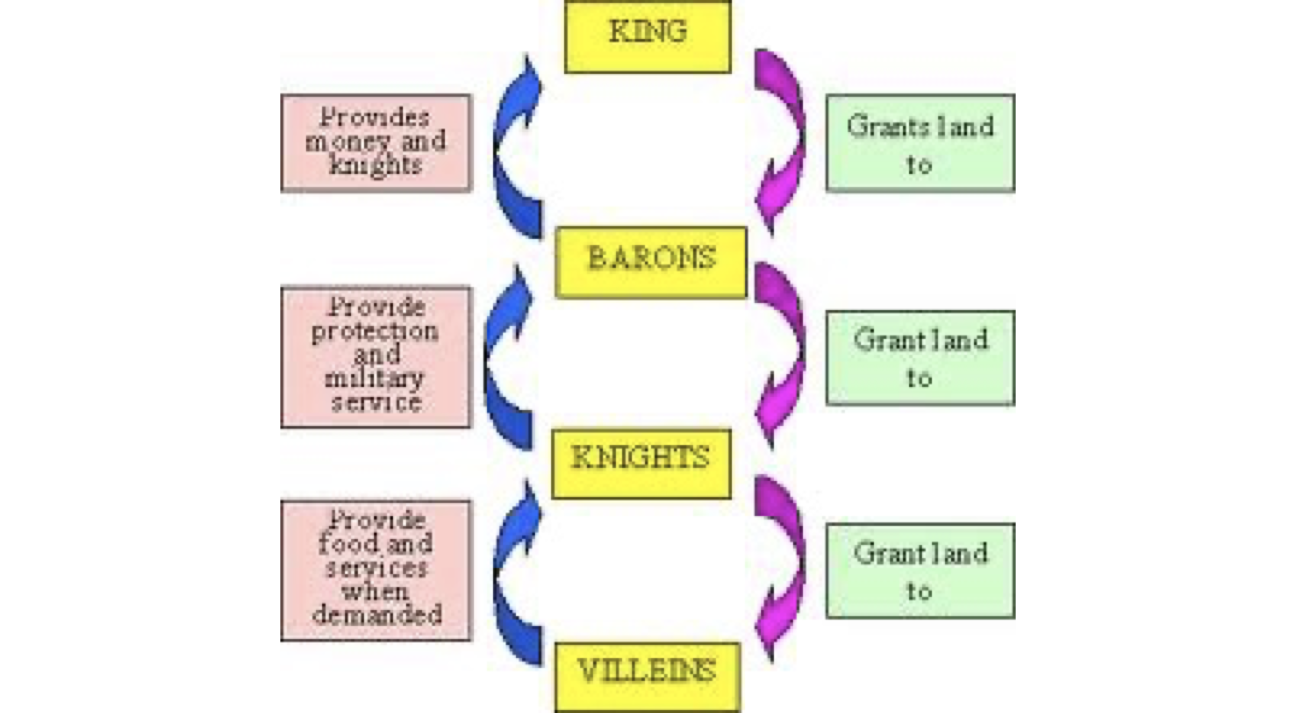 KING
Provides
money and
knights
Grants land
to
BARONS
Provide
protection
and
military
service
Grant land
to
KNIGHTS
Provide
food and
services
when
demanded
Grant land
to
VILLEINS